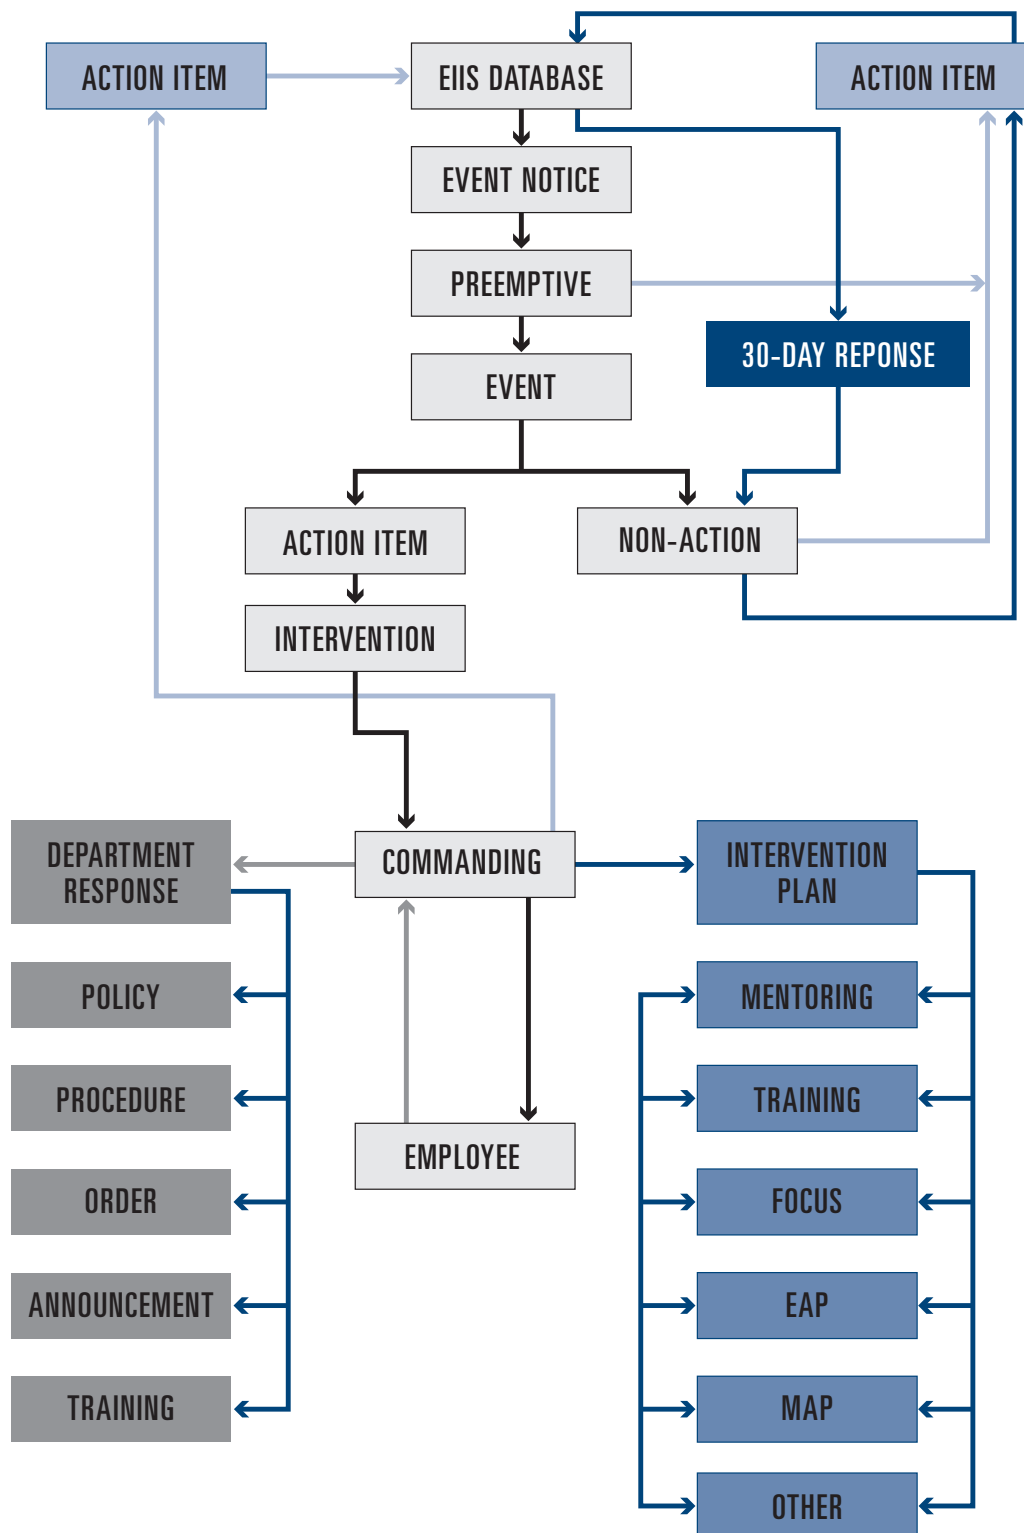 ACTION ITEM
EIIS DATABASE
ACTION ITEM
EVENT NOTICE
PREEMPTIVE
30-DAY REPONSE
EVENT
ACTION ITEM
NON-ACTION
INTERVENTION
DEPARTMENT
RESPONSE
COMMANDING
INTERVENTION
PLAN
POLICY
MENTORING
PROCEDURE
TRAINING
EMPLOYEE
ORDER
FOCUS
ANNOUNCEMENT
EAP
TRAINING
MAP
OTHER